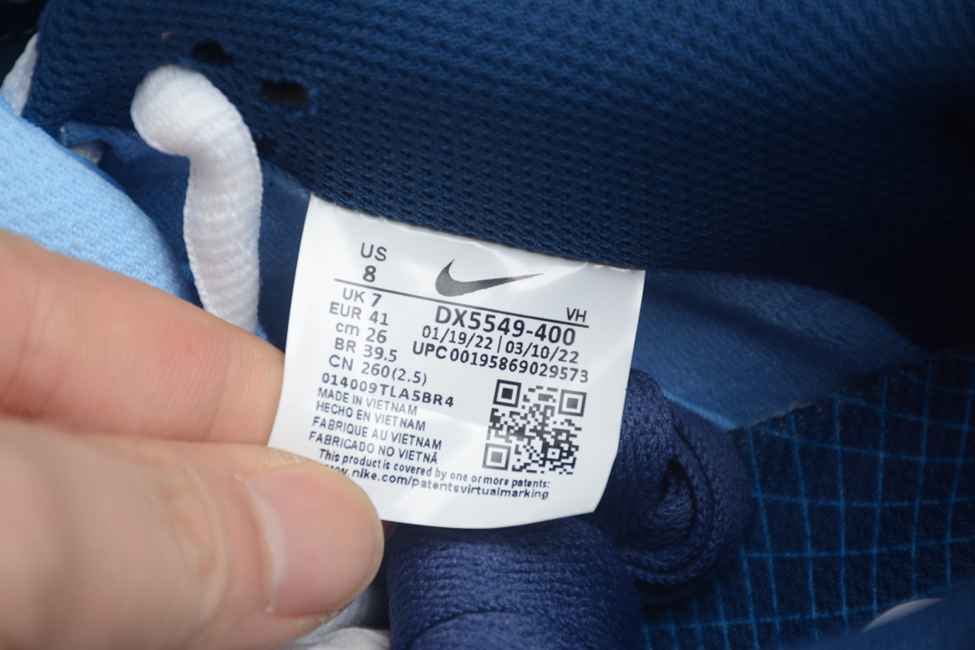 US
8
UK 7
EUR 41
cm 26
BR 39.5
CN 260(2.5)
VH
DX5549-400
01/19/22 | 03/10/22
UPC00195869029573
014009TLA5BR4
MADE IN VIETNAM
HECHO EN VIETNAM
FABRIQUE AU VIETNAM
FABRICADO NO VIETNÃ
This product is covered by one or more patents:
www.nike.com/patentsvirtualmarking